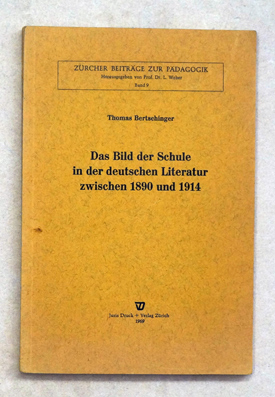 ZÜRCHER BEITRÄGE ZUR PÄDAGOGIK
Herausgegeben von Prof. Dr. L. Weber
Band 9
Thomas Bertschinger
Das Bild der Schule
in der deutschen Literatur
zwischen 1890 und 1914
Juris Druck + Verlag Zürich
1969